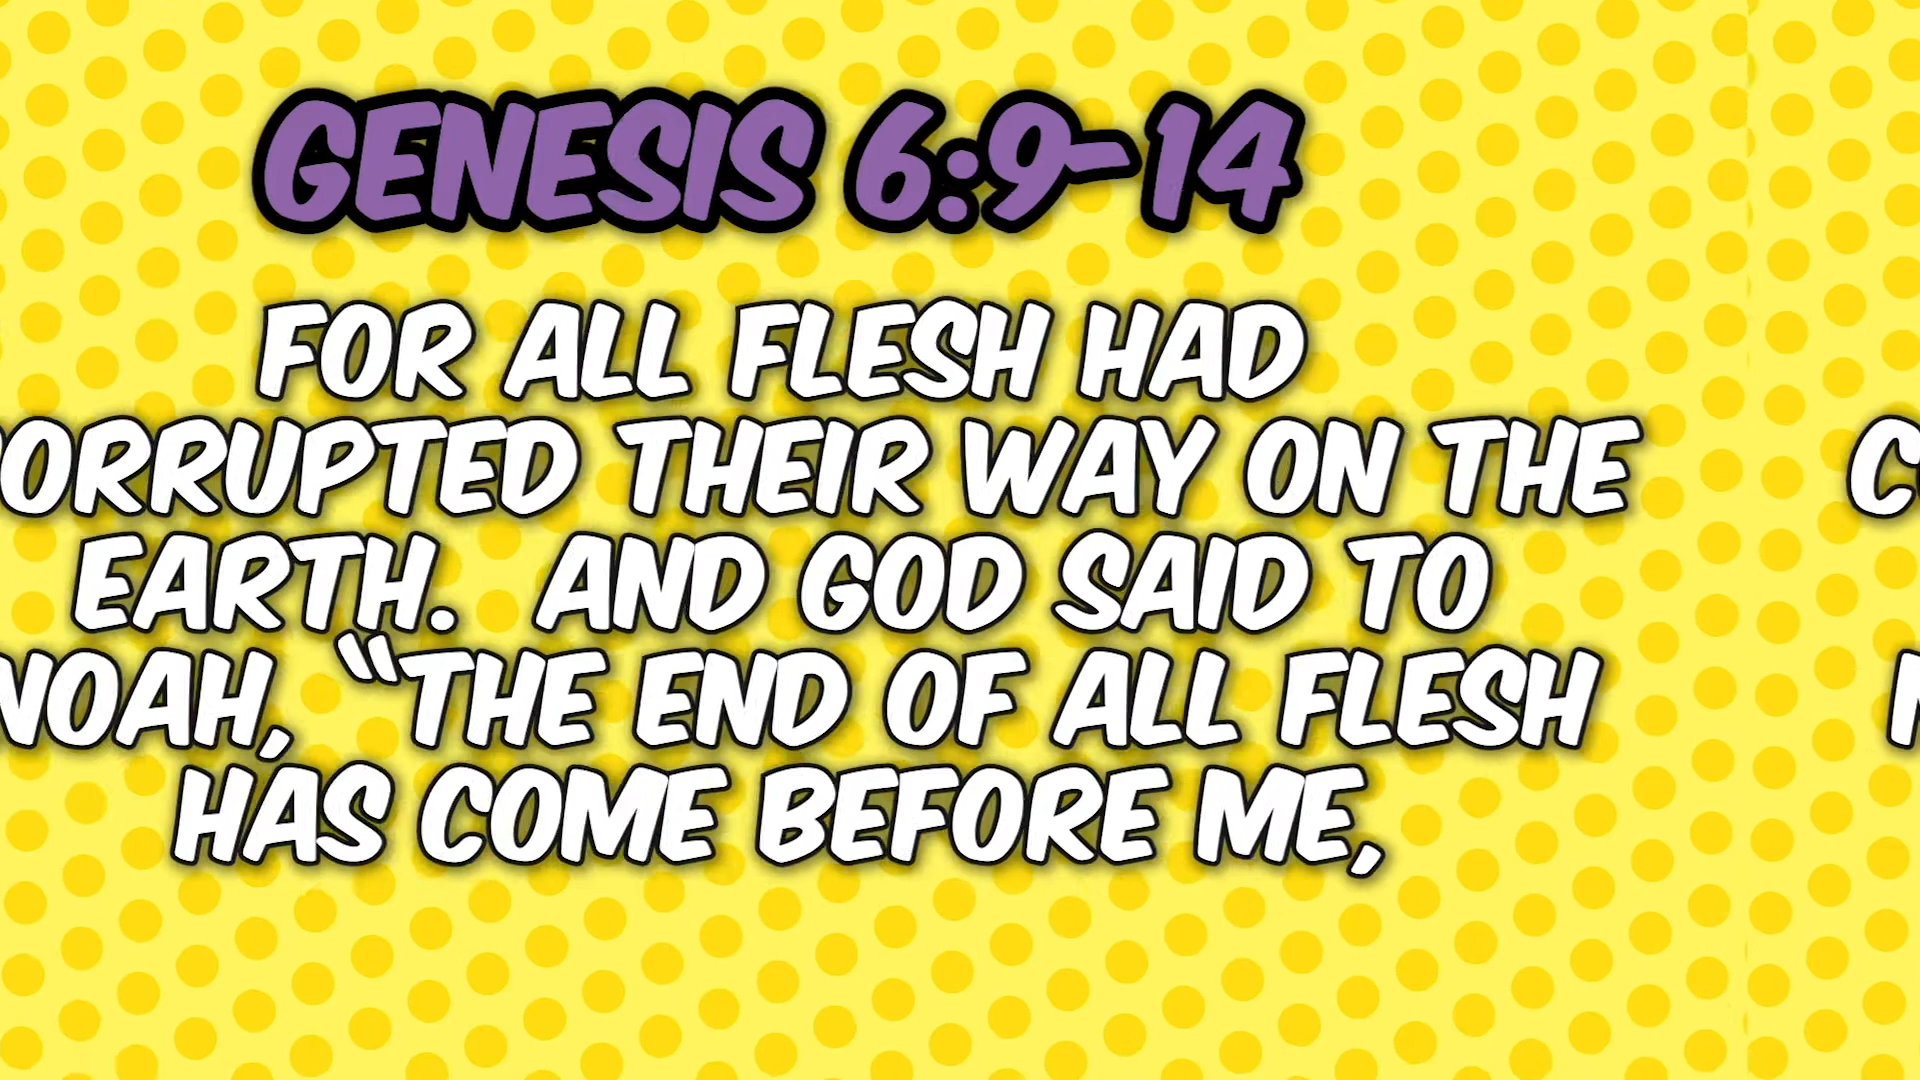 GENESIS 6:9-14
FOR ALL FLESH HAD
ORRUPTED THEIR WAY ON THE
EARTH. AND GOD SAID TO
NOAH, “THE END OF ALL FLESH
HAS COME BEFORE ME,